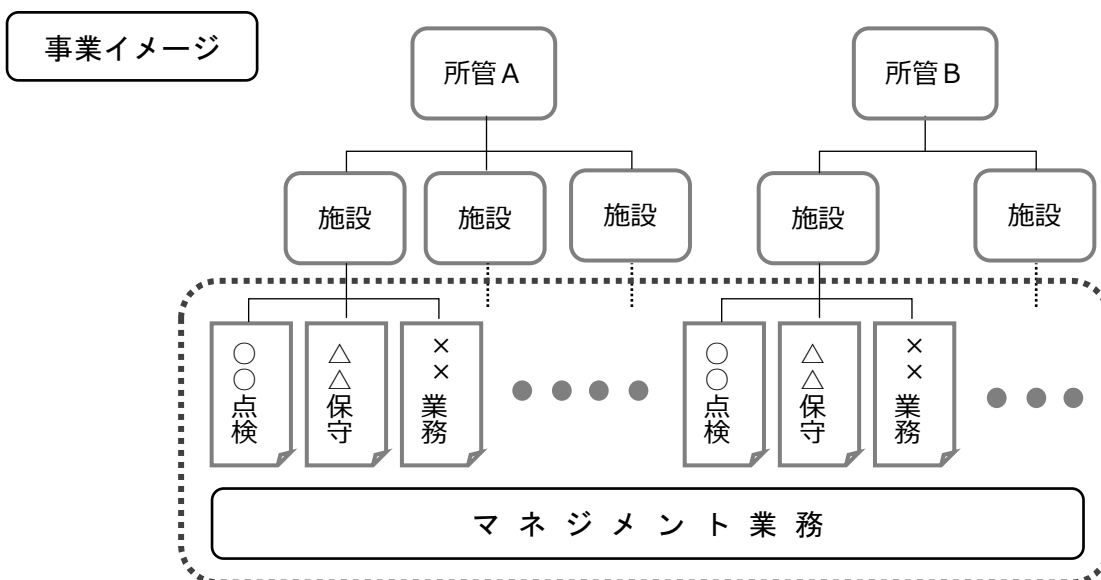 事業イメージ
所管A
所管B
施設
施設
施設
施設
施設
○○点検
△△保守
××業務
○○点検
△△保守
××業務
マネジメント業務